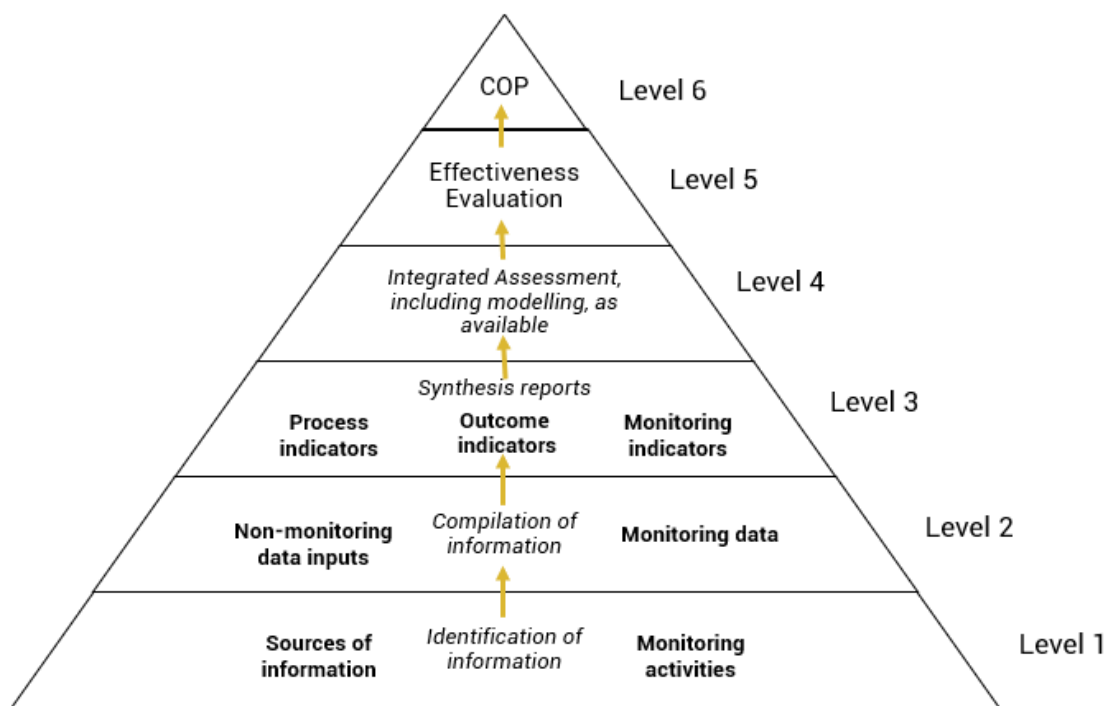 COP
Level 6
Effectiveness
Evaluation
Level 5
Integrated Assessment,
including modelling, as
available
Level 4
Synthesis reports
Process
indicators
Outcome
indicators
Monitoring
indicators
Level 3
Non-monitoring
data inputs
Compilation of
information
Monitoring data
Level 2
Sources of
information
Identification of
information
Monitoring
activities
Level 1